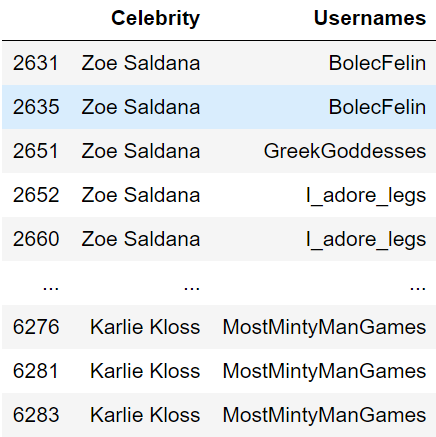 Celebrity Usernames
2631 Zoe Saldana BolecFelin
2635 Zoe Saldana BolecFelin
2651 Zoe Saldana GreekGoddesses
2652 Zoe Saldana I_adore_legs
2660 Zoe Saldana I_adore_legs
... ... ...
6276 Karlie Kloss MostMintyManGames
6281 Karlie Kloss MostMintyManGames
6283 Karlie Kloss MostMintyManGames